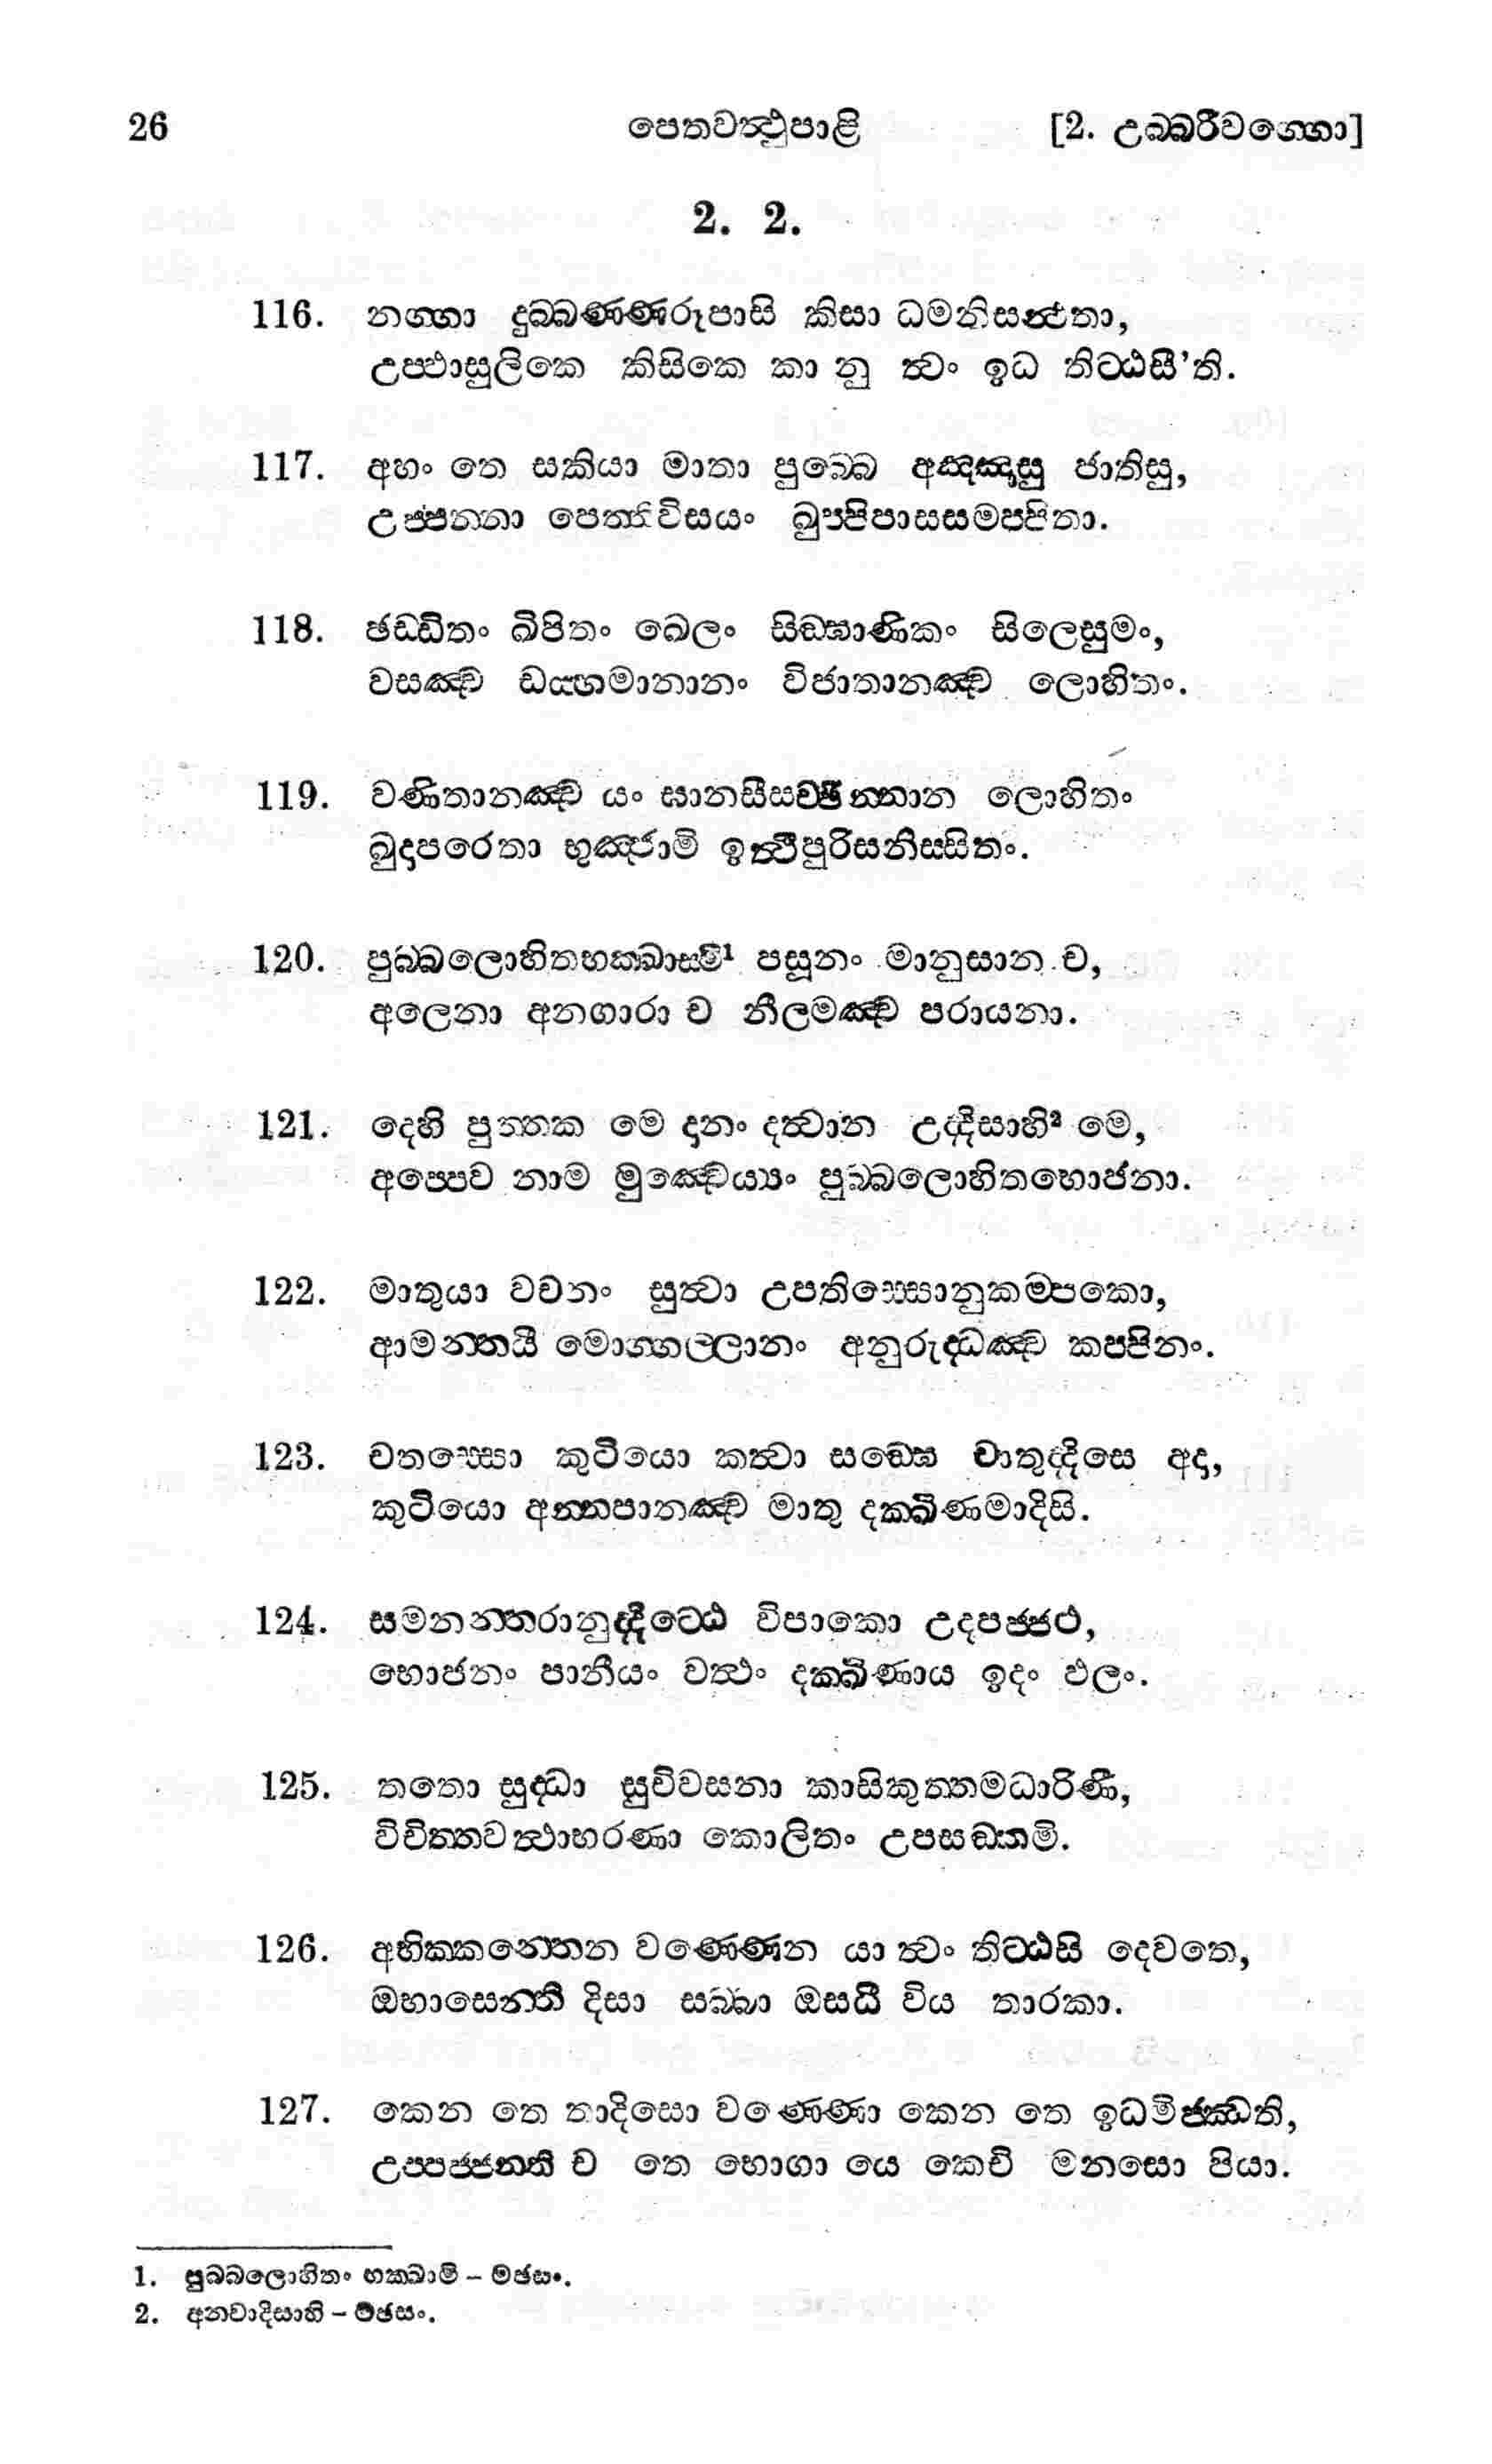 26 පෙතවත්ථුපාළි [2. උබ්බරීවග්ගො]
2. 2.
116. නග්ගා දුබ්බණ්ණරූපාසි කිසා ධමනිසන්ථතා,
උප්ඵාසුලිකෙ කිසිකෙ කා නු ත්වං ඉධ තිට්ඨසී’ති.
117. අහං තෙ සකියා මාතා පුබ්බෙ අඤ්ඤාසු ජාතිසු,
උප්පන්නා පෙත්තිවිසයං ඛුප්පිපාසසමප්පිතා.
118. ඡඩ්ඩිතං ඛිපිතං ඛෙලං සිඞ්ඝාණිකං සිලෙසුමං,
වසඤ්ච ඩය්හමානානං විජාතානඤ්ච ලොහිතං.
119. වණිතානඤ්ච යං ඝානසීසච්ඡින්නාන ලොහිතං
ඛුදාපරෙතා භුඤ්ජාමි ඉත්ථිපුරිසනිස්සිතං.
120. පුබ්බලොහිතභක්ඛාස්මි1 පසූනං මානුසාන ච,
අලෙනා අනගාරා ච නීලමඤ්ච පරායනා.
121. දෙහි පුත්තක මෙ දානං දත්වාන උද්දිසාහි2 මෙ,
අප්පෙව නාම මුඤ්චෙය්‍යං පුබ්බලොහිතභොජනා.
122. මාතුයා වචනං සුත්වා උපතිස්සොනුකම්පකො,
ආමන්තයී මොග්ගල්ලානං අනුරුද්ධඤ්ච කප්පිනං.
123. චතස්සො කුටියො කත්වා සඞ්ඝෙ චාතුද්දිසෙ අදා,
කුටියො අන්නපානඤ්ච මාතු දක්ඛිණමාදිසි.
124. සමනන්තරානුද්දිට්ඨෙ විපාකො උදපජ්ජථ,
භොජනං පානීයං වත්ථං දක්ඛිණාය ඉදං ඵලං.
125. තතො සුද්ධා සුචිවසනා කාසිකුත්තමධාරිණී,
විචිත්තවත්ථාභරණා කොලිතං උපසඞ්කමි.
126. අභික්කන්තෙන වණ්ණෙන යා ත්වං තිට්ඨසි දෙවතෙ,
ඔභාසෙන්ති දිසා සබ්බා ඔසධී විය තාරකා.
127. කෙන තෙ තාදිසො වණ්ණො කෙන තෙ ඉධමිජ්ඣති,
උප්පජ්ජන්ති ච තෙ භොගා යෙ කෙචි මනසො පියා.
1. පුබ්බලොහිතං භක්ඛාමි – මඡසං.
2. අන්වාදිසාහි – මඡසං.